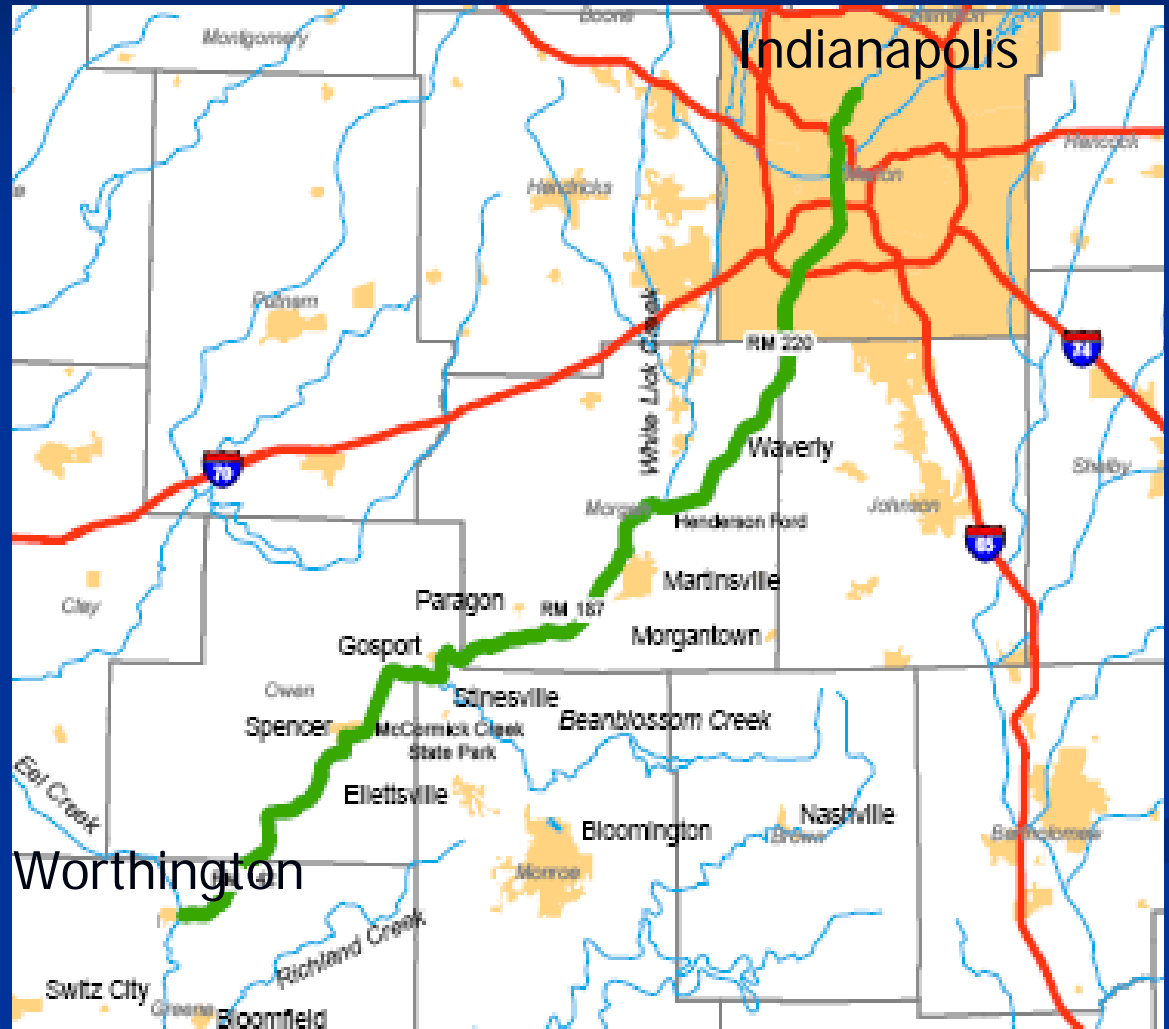 Boone
Hamilton
Montgomery
Indianapolis
Hancock
Marion
Hendricks
Putnam
White Lick Creek
RM 220
74
70
Waverly
Shelby
Morgan
Johnson
Henderson Ford
65
Martinsville
Clay
Paragon
RM 187
Gosport
Morgantown
Owen
Stinesville
Spencer
McCormick Creek
State Park
Beanblossom Creek
Eel Creek
Ellettsville
Nashville
Bloomington
Brown
Bartholomew
Worthington
Monroe
Richland Creek
Switz City
Greene
Bloomfield